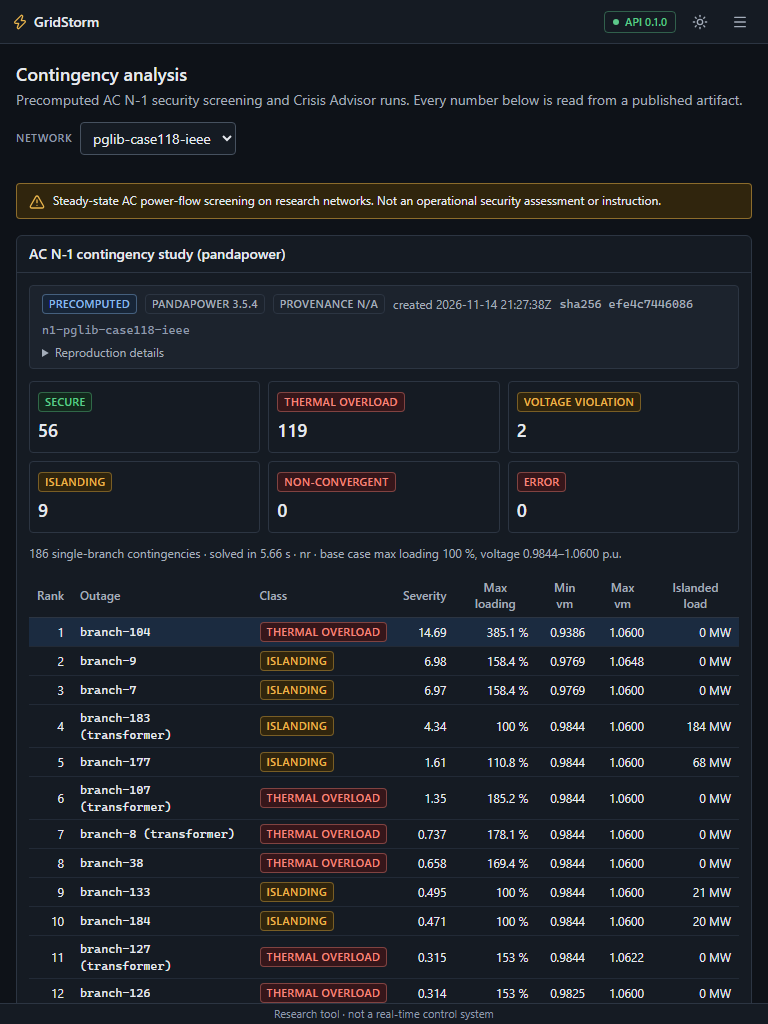 GridStorm
API 0.1.0
Contingency analysis
Precomputed AC N-1 security screening and Crisis Advisor runs. Every number below is read from a published artifact.
NETWORK pglib-case118-ieee
Steady-state AC power-flow screening on research networks. Not an operational security assessment or instruction.
AC N-1 contingency study (pandapower)
PRECOMPUTED PANDAPOWER 3.5.4 PROVENANCE N/A created 2026-11-14 21:27:38Z sha256 efe4c7446086
n1-pglib-case118-ieee
Reproduction details
SECURE THERMAL OVERLOAD VOLTAGE VIOLATION
56 119 2
ISLANDING NON-CONVERGENT ERROR
9 0 0
186 single-branch contingencies · solved in 5.66 s · nr · base case max loading 100 %, voltage 0.9844–1.0600 p.u.
Rank Outage Class Severity Max loading Min vm Max vm Islanded load
1 branch-104 THERMAL OVERLOAD 14.69 385.1 % 0.9386 1.0600 0 MW
2 branch-9 ISLANDING 6.98 158.4 % 0.9769 1.0648 0 MW
3 branch-7 ISLANDING 6.97 158.4 % 0.9769 1.0600 0 MW
4 branch-183 (transformer) ISLANDING 4.34 100 % 0.9844 1.0600 184 MW
5 branch-177 ISLANDING 1.61 110.8 % 0.9844 1.0600 68 MW
6 branch-107 (transformer) THERMAL OVERLOAD 1.35 185.2 % 0.9844 1.0600 0 MW
7 branch-8 (transformer) THERMAL OVERLOAD 0.737 178.1 % 0.9844 1.0600 0 MW
8 branch-38 THERMAL OVERLOAD 0.658 169.4 % 0.9844 1.0600 0 MW
9 branch-133 ISLANDING 0.495 100 % 0.9844 1.0600 21 MW
10 branch-184 ISLANDING 0.471 100 % 0.9844 1.0600 20 MW
11 branch-127 (transformer) THERMAL OVERLOAD 0.315 153 % 0.9844 1.0622 0 MW
12 branch-126 THERMAL OVERLOAD 0.314 153 % 0.9825 1.0600 0 MW
Research tool · not a real-time control system